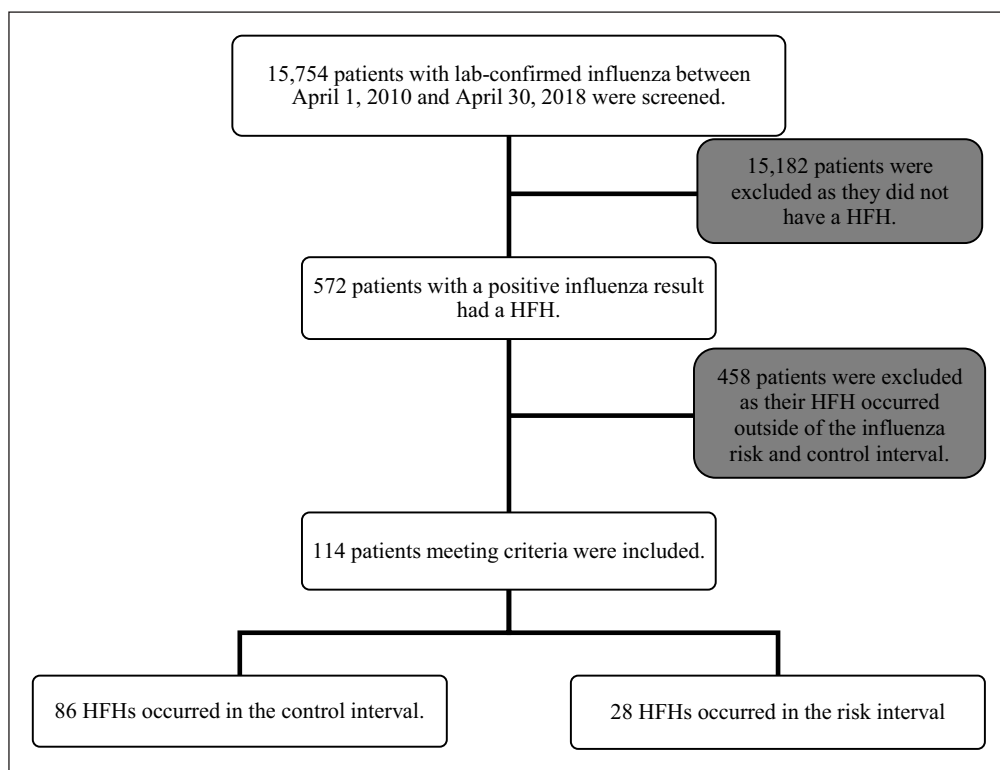 15,754 patients with lab-confirmed influenza between
April 1, 2010 and April 30, 2018 were screened.
15,182 patients were
excluded as they did not
have a HFH.
572 patients with a positive influenza result
had a HFH.
458 patients were excluded
as their HFH occurred
outside of the influenza
risk and control interval.
114 patients meeting criteria were included.
86 HFHs occurred in the control interval.
28 HFHs occurred in the risk interval